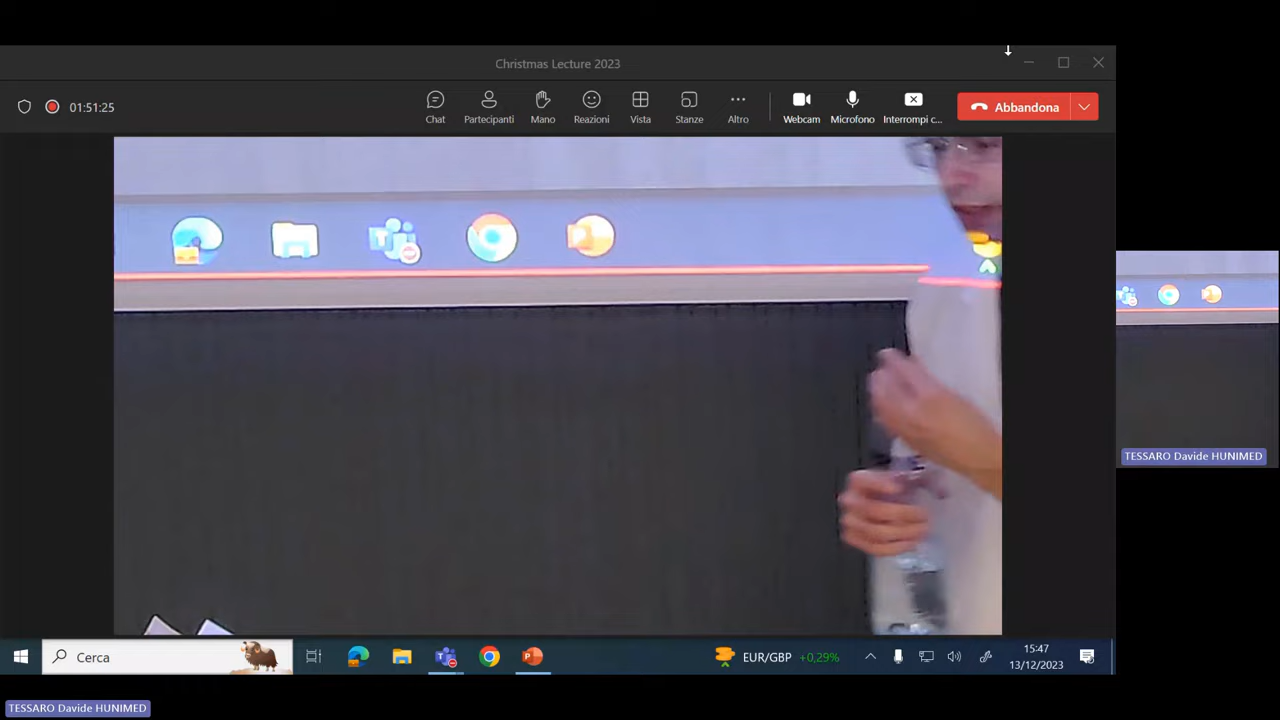 Christmas Lecture 2023
01:51:25
Chat
Partecipanti
Mano
Reazioni
Vista
Stanze
Altro
Webcam
Microfono
Interrompi c...
Abbandona
TESSARO Davide HUNIMED
Cerca
EUR/GBP +0,29%
15:47
13/12/2023
TESSARO Davide HUNIMED